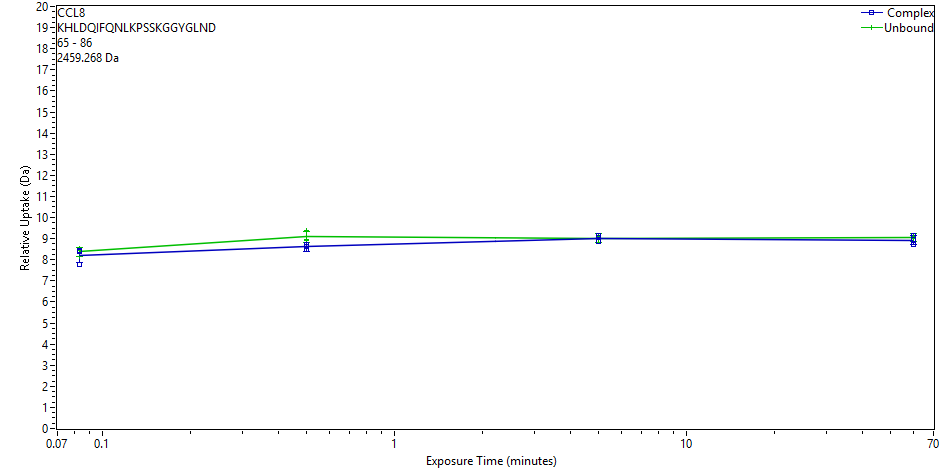 CCL8
KHLDQIFQNLKPSSKGGYGLND
65 - 86
2459.268 Da
Complex
Unbound
Relative Uptake (Da)
20
19
18
17
16
15
14
13
12
11
10
9
8
7
6
5
4
3
2
1
0
0.07 0.1 1 10 70
Exposure Time (minutes)